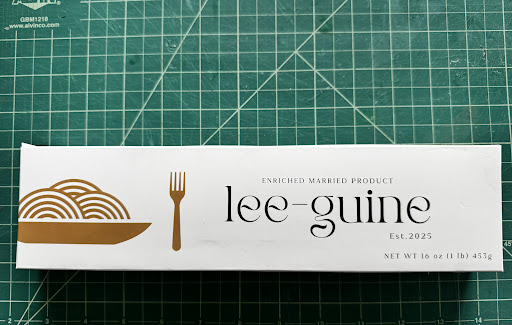 GBM1218
www.alvinco.com
ENRICHED MARRIED PRODUCT
lee-guine
Est.2025
NET WT 16 oz (1 lb) 453g